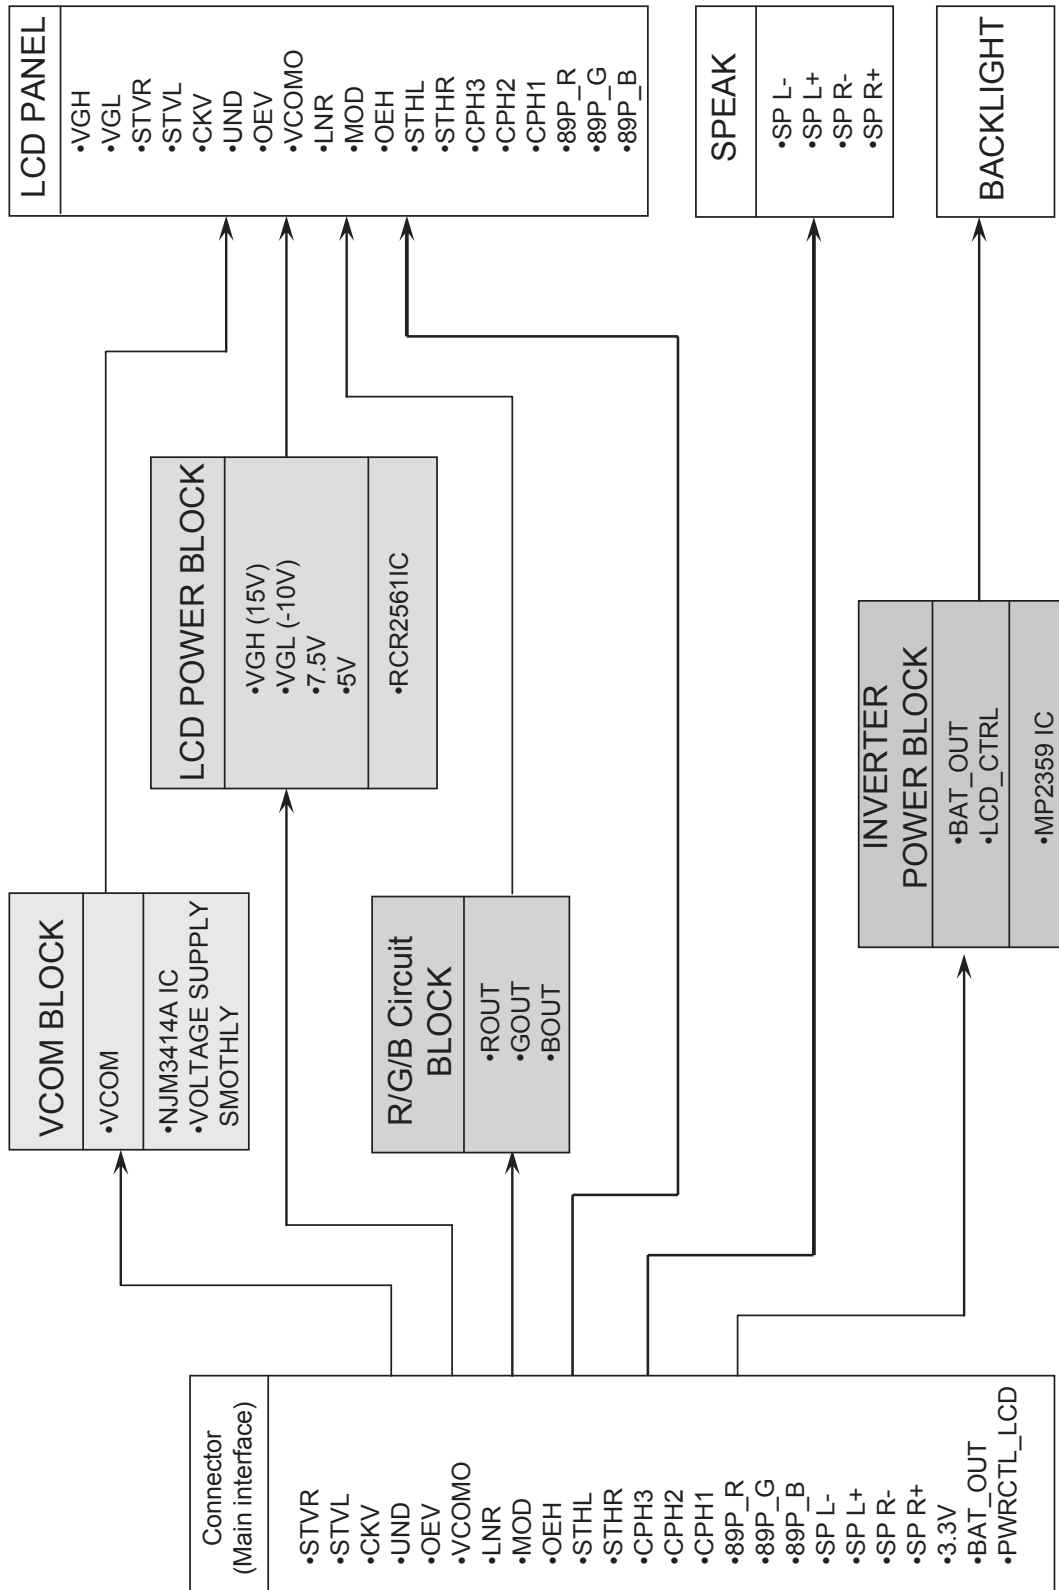 Connector
(Main interface)
•STVR
•STVL
•CKV
•UND
•OEV
•VCOMO
•LNR
•MOD
•OEH
•STHL
•STHR
•CPH3
•CPH2
•CPH1
•89P_R
•89P_G
•89P_B
•SP L-
•SP L+
•SP R-
•SP R+
•3.3V
•BAT_OUT
•PWRCTL_LCD
VCOM BLOCK
•VCOM
•NJM3414A IC
•VOLTAGE SUPPLY
SMOTHLY
R/G/B Circuit
BLOCK
•ROUT
•GOUT
•BOUT
LCD POWER BLOCK
•VGH (15V)
•VGL (-10V)
•7.5V
•5V
•RCR2561IC
INVERTER
POWER BLOCK
•BAT_OUT
•LCD_CTRL
•MP2359 IC
LCD PANEL
•VGH
•VGL
•STVR
•STVL
•CKV
•UND
•OEV
•VCOMO
•LNR
•MOD
•OEH
•STHL
•STHR
•CPH3
•CPH2
•CPH1
•89P_R
•89P_G
•89P_B
SPEAK
•SP L-
•SP L+
•SP R-
•SP R+
BACKLIGHT